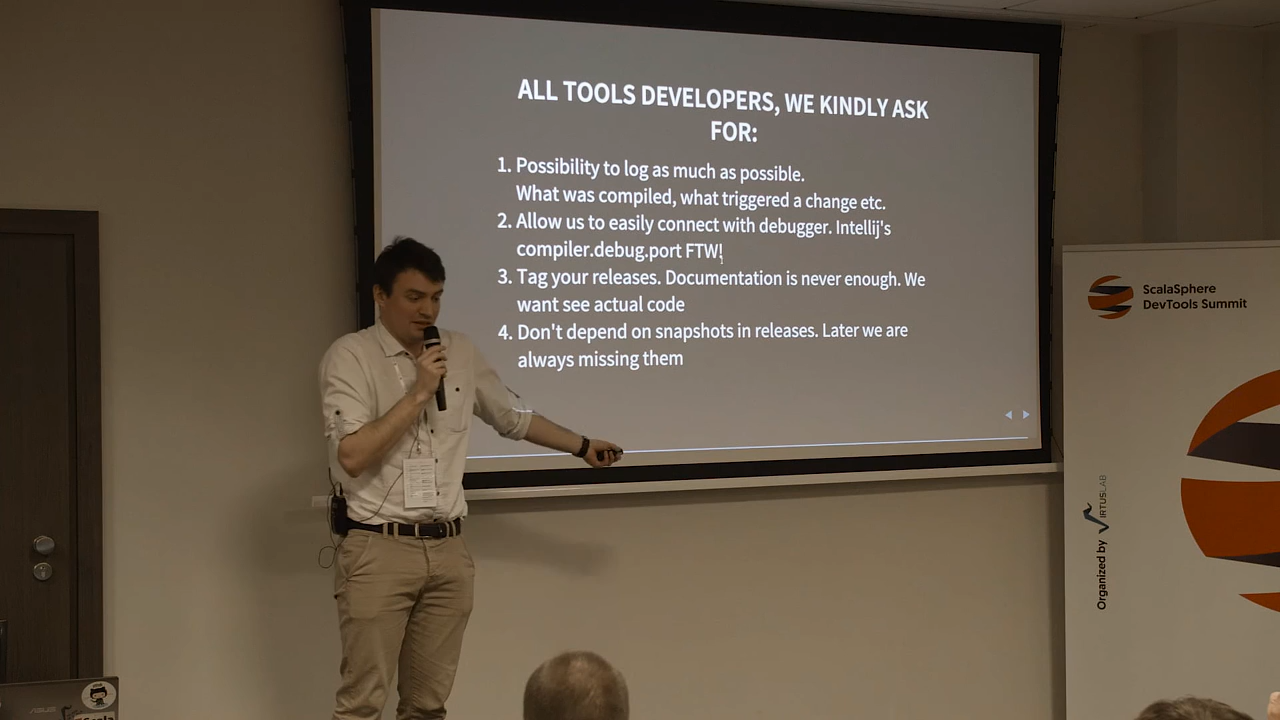 ALL TOOLS DEVELOPERS, WE KINDLY ASK
FOR:
1. Possibility to log as much as possible.
What was compiled, what triggered a change etc.
2. Allow us to easily connect with debugger. Intellij's
compiler.debug.port FTW!
3. Tag your releases. Documentation is never enough. We
want see actual code
4. Don't depend on snapshots in releases. Later we are
always missing them
ScalaSphere
DevTools Summit
Organized by VIRTUSLAB
ASUS
Scala